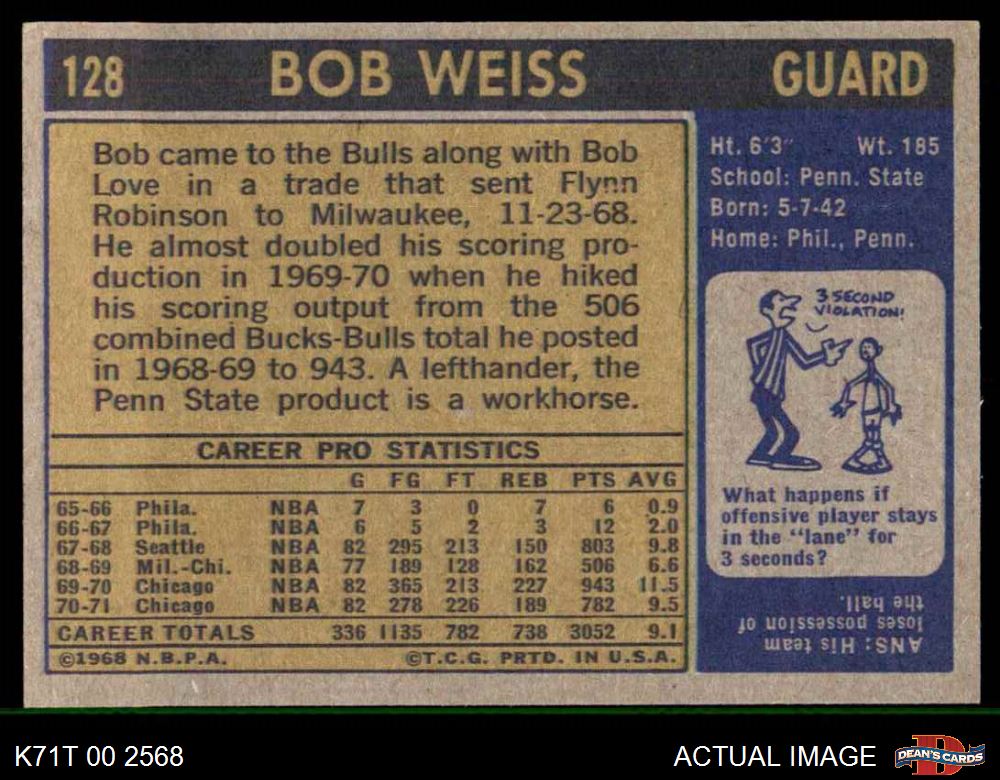 128 BOB WEISS GUARD
Bob came to the Bulls along with Bob
Love in a trade that sent Flynn
Robinson to Milwaukee, 11-23-68.
He almost doubled his scoring pro-
duction in 1969-70 when he hiked
his scoring output from the 506
combined Bucks-Bulls total he posted
in 1968-69 to 943. A lefthander, the
Penn State product is a workhorse.
CAREER PRO STATISTICS
G FG FT REB PTS AVG
65-66 Phila. NBA 7 3 0 7 6 0.9
66-67 Phila. NBA 6 5 2 3 12 2.0
67-68 Seattle NBA 82 295 213 150 803 9.8
68-69 Mil.-Chi. NBA 77 189 128 162 506 6.6
69-70 Chicago NBA 82 365 213 227 943 11.5
70-71 Chicago NBA 82 278 226 189 782 9.5
CAREER TOTALS 336 1135 782 738 3052 9.1
©1968 N.B.P.A. ©T.C.G. PRTD. IN U.S.A.
Ht. 6'3" Wt. 185
School: Penn. State
Born: 5-7-42
Home: Phil., Penn.
3 SECOND
VIOLATION!
What happens if
offensive player stays
in the "lane" for
3 seconds?
ANS: His team
loses possession of
the ball.
K71T 00 2568 ACTUAL IMAGE
D
DEAN'S CARDS